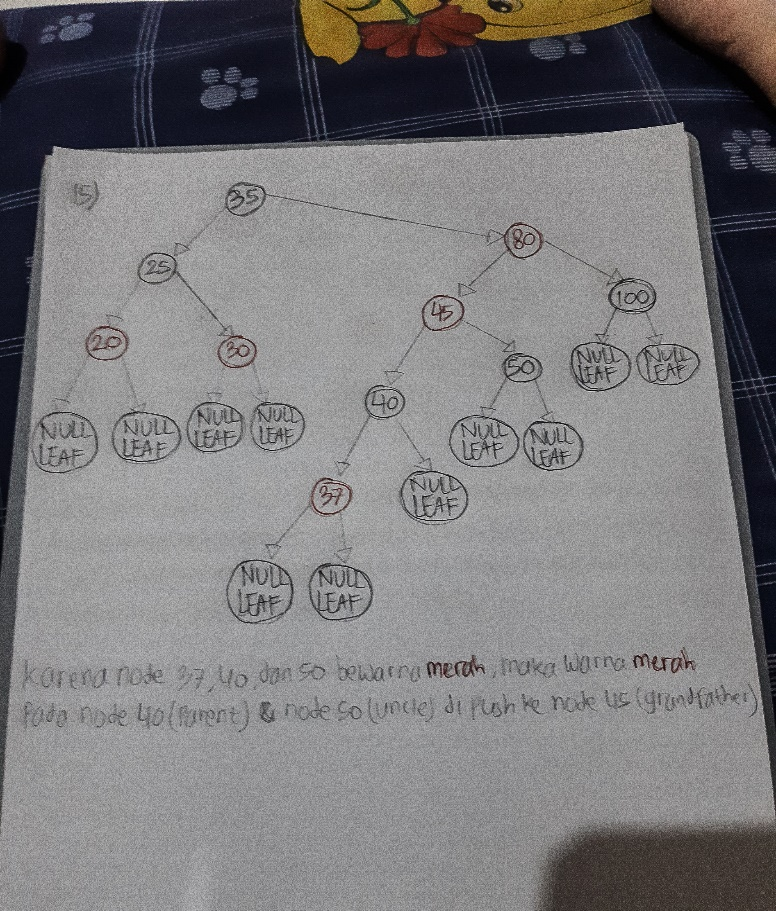 15)
35
80
25
45
100
20
30
50
NULL LEAF
NULL LEAF
40
NULL LEAF
NULL LEAF
NULL LEAF
NULL LEAF
NULL LEAF
NULL LEAF
37
NULL LEAF
NULL LEAF
NULL LEAF
karena node 37, 40, dan 50 bewarna merah, maka warna merah
pada node 40 (parent) & node 50 (uncle) di push ke node 45 (grandfather)